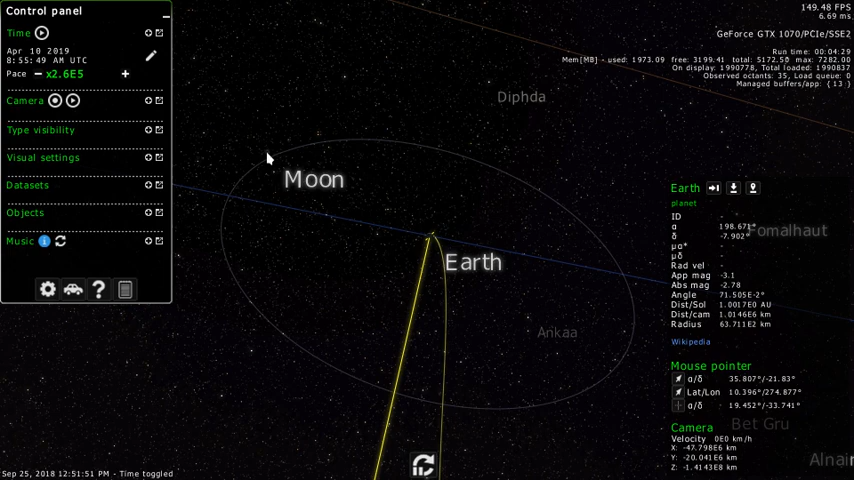 Control panel
Time
Apr 10 2019
8:55:49 AM UTC
Pace x2.6E5
Camera
Type visibility
Visual settings
Datasets
Objects
Music
Sep 25, 2018 12:51:51 PM - Time toggled
Diphda
Moon
Earth
Ankaa
149.48 FPS
6.69 ms
GeForce GTX 1070/PCIe/SSE2
Run time: 00:04:29
Mem[MB] - used: 1973.09 free: 3199.41 total: 5172.50 max: 7282.00
On display: 1990778, Total loaded: 1990837
Observed octants: 35, Load queue: 0
Managed buffers/app: { 13 }
Earth
planet
ID -
α 198.671°
Fomalhaut
δ -7.902°
μα* -
μδ -
Rad vel -
App mag -3.1
Abs mag -2.78
Angle 71.505E-2°
Dist/Sol 1.0017E0 AU
Dist/cam 1.0146E6 km
Radius 63.711E2 km
Wikipedia
Mouse pointer
α/δ 35.807°/-21.83°
Lat/Lon 10.396°/274.877°
α/δ 19.452°/-33.741°
Bet Gru
Camera
Velocity 0E0 km/h
X: -47.798E6 km
Y: -20.041E6 km
Z: -1.4143E8 km
Alnair